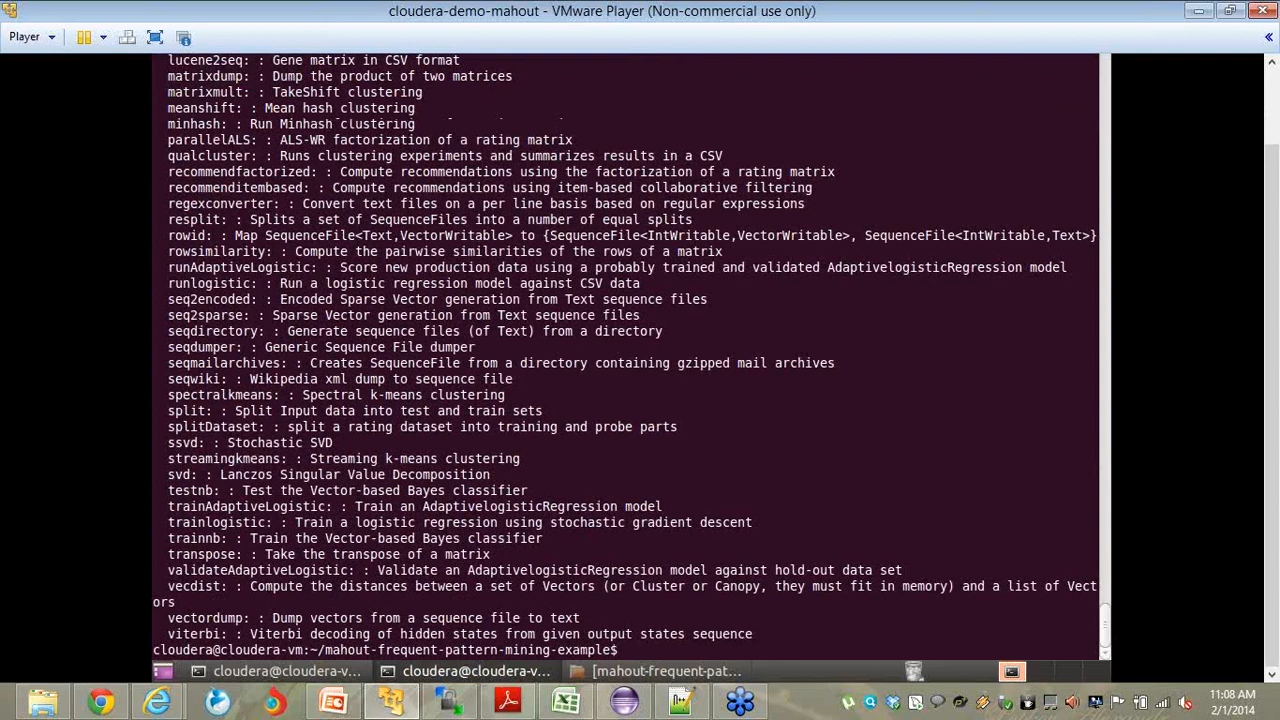 cloudera-demo-mahout - VMware Player (Non-commercial use only)
Player
lucene2seq: : Gene matrix in CSV format
matrixdump: : Dump the product of two matrices
matrixmult: : TakeShift clustering
meanshift: : Mean hash clustering
minhash: : Run Minhash clustering
parallelALS: : ALS-WR factorization of a rating matrix
qualcluster: : Runs clustering experiments and summarizes results in a CSV
recommendfactorized: : Compute recommendations using the factorization of a rating matrix
recommenditembased: : Compute recommendations using item-based collaborative filtering
regexconverter: : Convert text files on a per line basis based on regular expressions
resplit: : Splits a set of SequenceFiles into a number of equal splits
rowid: : Map SequenceFile<Text,VectorWritable> to {SequenceFile<IntWritable,VectorWritable>, SequenceFile<IntWritable,Text>}
rowsimilarity: : Compute the pairwise similarities of the rows of a matrix
runAdaptiveLogistic: : Score new production data using a probably trained and validated AdaptivelogisticRegression model
runlogistic: : Run a logistic regression model against CSV data
seq2encoded: : Encoded Sparse Vector generation from Text sequence files
seq2sparse: : Sparse Vector generation from Text sequence files
seqdirectory: : Generate sequence files (of Text) from a directory
seqdumper: : Generic Sequence File dumper
seqmailarchives: : Creates SequenceFile from a directory containing gzipped mail archives
seqwiki: : Wikipedia xml dump to sequence file
spectralkmeans: : Spectral k-means clustering
split: : Split Input data into test and train sets
splitDataset: : split a rating dataset into training and probe parts
ssvd: : Stochastic SVD
streamingkmeans: : Streaming k-means clustering
svd: : Lanczos Singular Value Decomposition
testnb: : Test the Vector-based Bayes classifier
trainAdaptiveLogistic: : Train an AdaptivelogisticRegression model
trainlogistic: : Train a logistic regression using stochastic gradient descent
trainnb: : Train the Vector-based Bayes classifier
transpose: : Take the transpose of a matrix
validateAdaptiveLogistic: : Validate an AdaptivelogisticRegression model against hold-out data set
vecdist: : Compute the distances between a set of Vectors (or Cluster or Canopy, they must fit in memory) and a list of Vect
ors
vectordump: : Dump vectors from a sequence file to text
viterbi: : Viterbi decoding of hidden states from given output states sequence
cloudera@cloudera-vm:~/mahout-frequent-pattern-mining-example$
cloudera@cloudera-v... cloudera@cloudera-v... [mahout-frequent-pat...
11:08 AM
2/1/2014